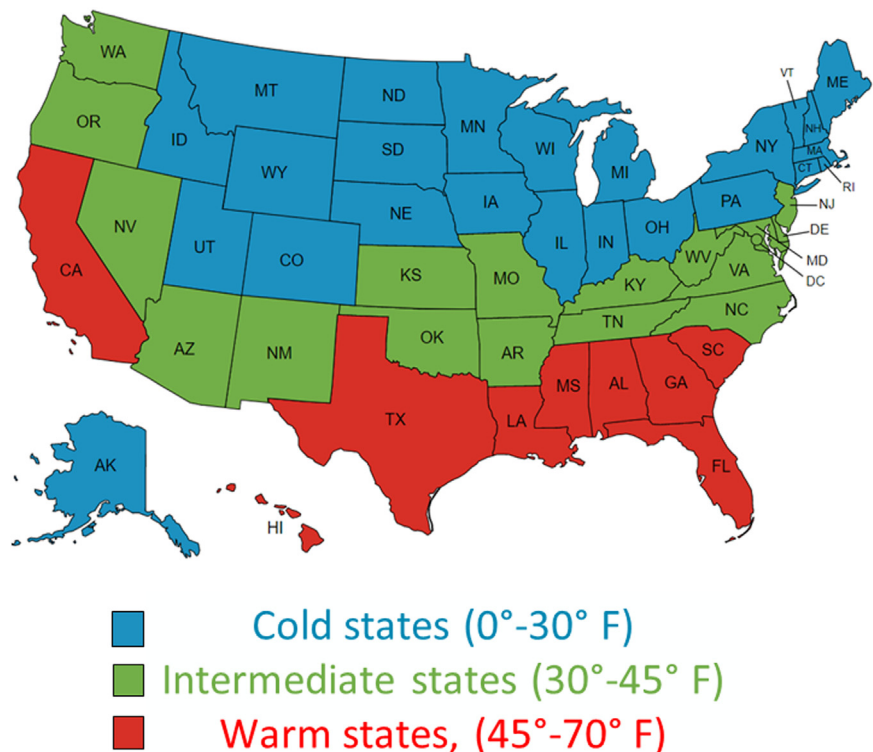 WA
MT
ND
MN
VT
ME
OR
ID
SD
WI
NY
NH
MA
WY
MI
CT
RI
IA
PA
NE
NJ
NV
UT
IL
IN
OH
DE
CO
MD
CA
KS
MO
WV
VA
DC
KY
NC
TN
AZ
NM
OK
AR
SC
MS
AL
GA
TX
LA
FL
AK
HI
Cold states (0°-30° F)
Intermediate states (30°-45° F)
Warm states, (45°-70° F)